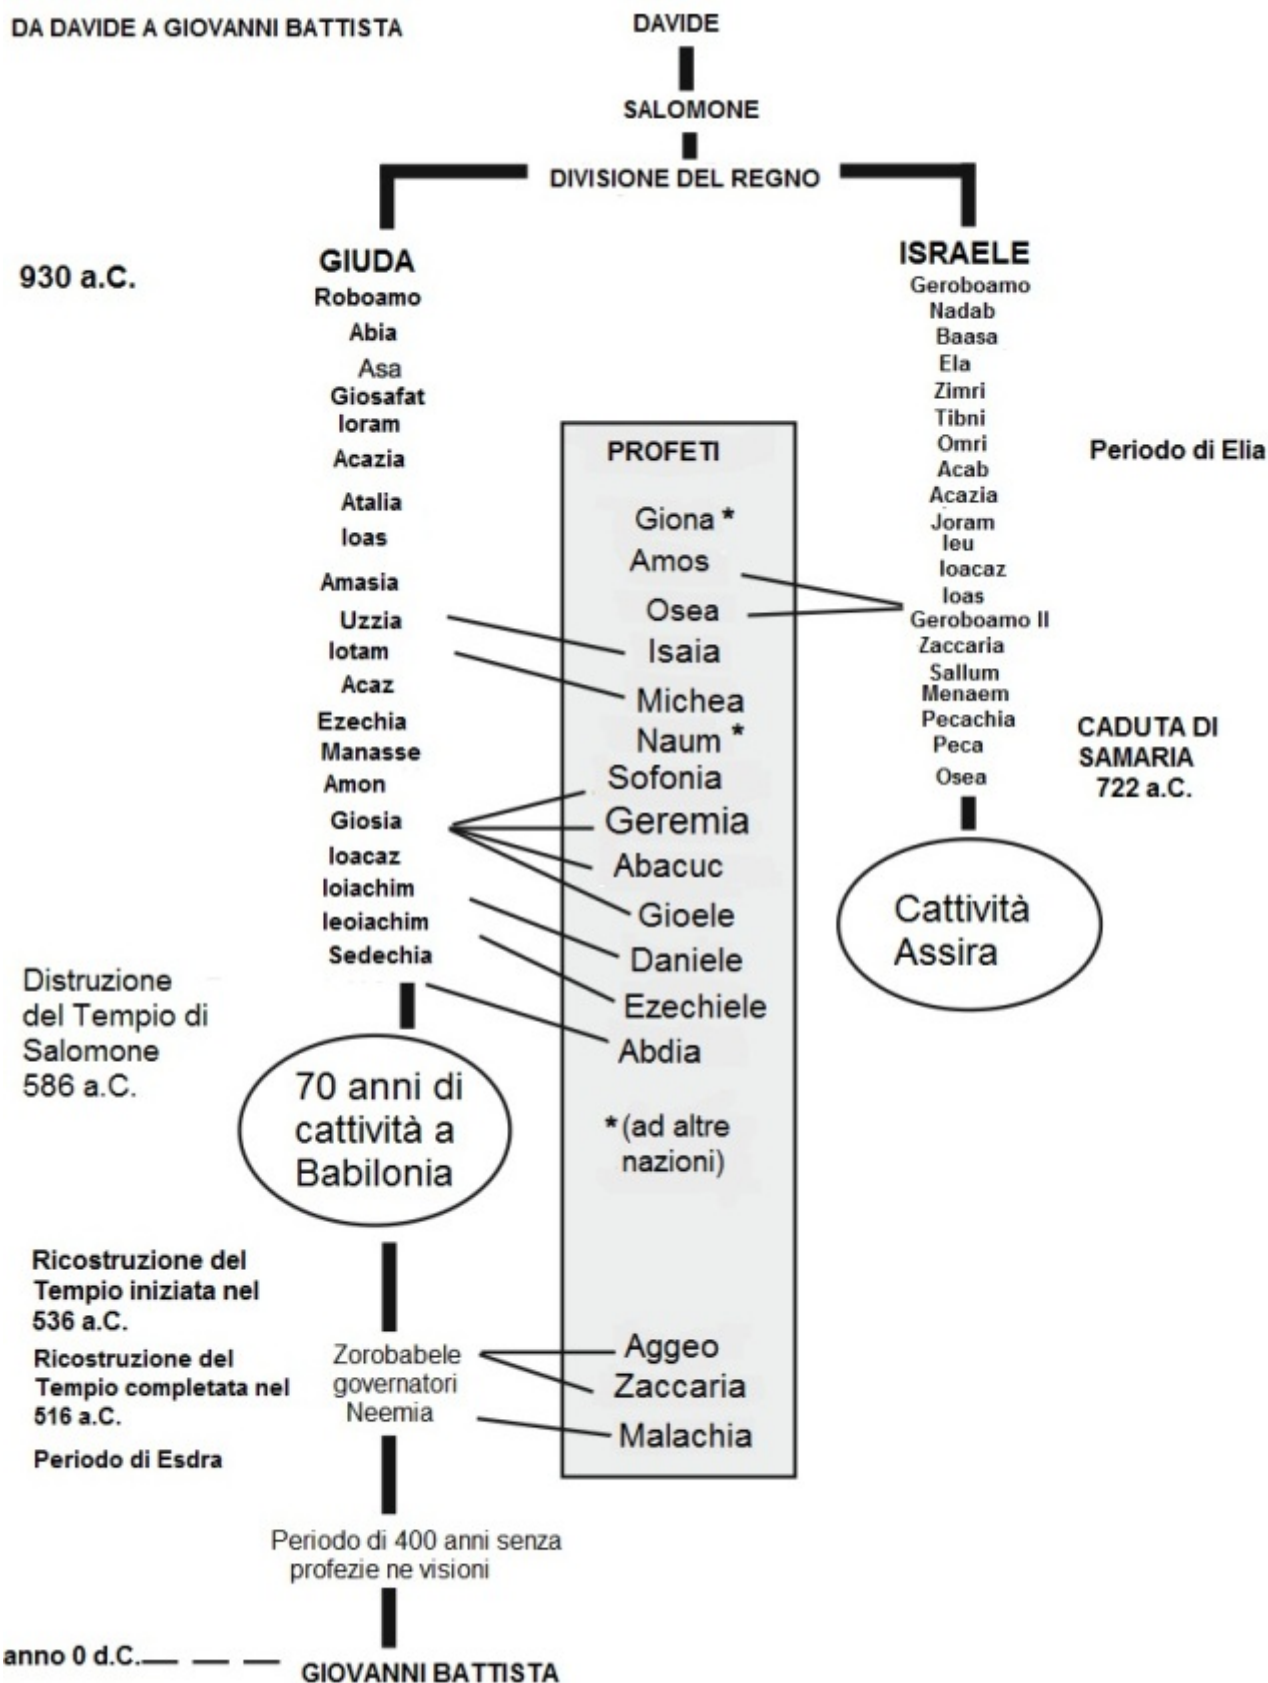 DA DAVIDE A GIOVANNI BATTISTA
DAVIDE
SALOMONE
DIVISIONE DEL REGNO
930 a.C.
GIUDA
Roboamo
Abia
Asa
Giosafat
Ioram
Acazia
Atalia
Ioas
Amasia
Uzzia
Iotam
Acaz
Ezechia
Manasse
Amon
Giosia
Ioacaz
Ioiachim
Ieoiachim
Sedechia
PROFETI
Giona *
Amos
Osea
Isaia
Michea
Naum *
Sofonia
Geremia
Abacuc
Gioele
Daniele
Ezechiele
Abdia
* (ad altre
nazioni)
Aggeo
Zaccaria
Malachia
ISRAELE
Geroboamo
Nadab
Baasa
Ela
Zimri
Tibni
Omri
Acab
Acazia
Joram
Ieu
Ioacaz
Ioas
Geroboamo II
Zaccaria
Sallum
Menaem
Pecachia
Peca
Osea
Periodo di Elia
CADUTA DI
SAMARIA
722 a.C.
Cattività
Assira
Distruzione
del Tempio di
Salomone
586 a.C.
70 anni di
cattività a
Babilonia
Ricostruzione del
Tempio iniziata nel
536 a.C.
Ricostruzione del
Tempio completata nel
516 a.C.
Periodo di Esdra
Zorobabele
governatori
Neemia
Periodo di 400 anni senza
profezie ne visioni
anno 0 d.C.
GIOVANNI BATTISTA